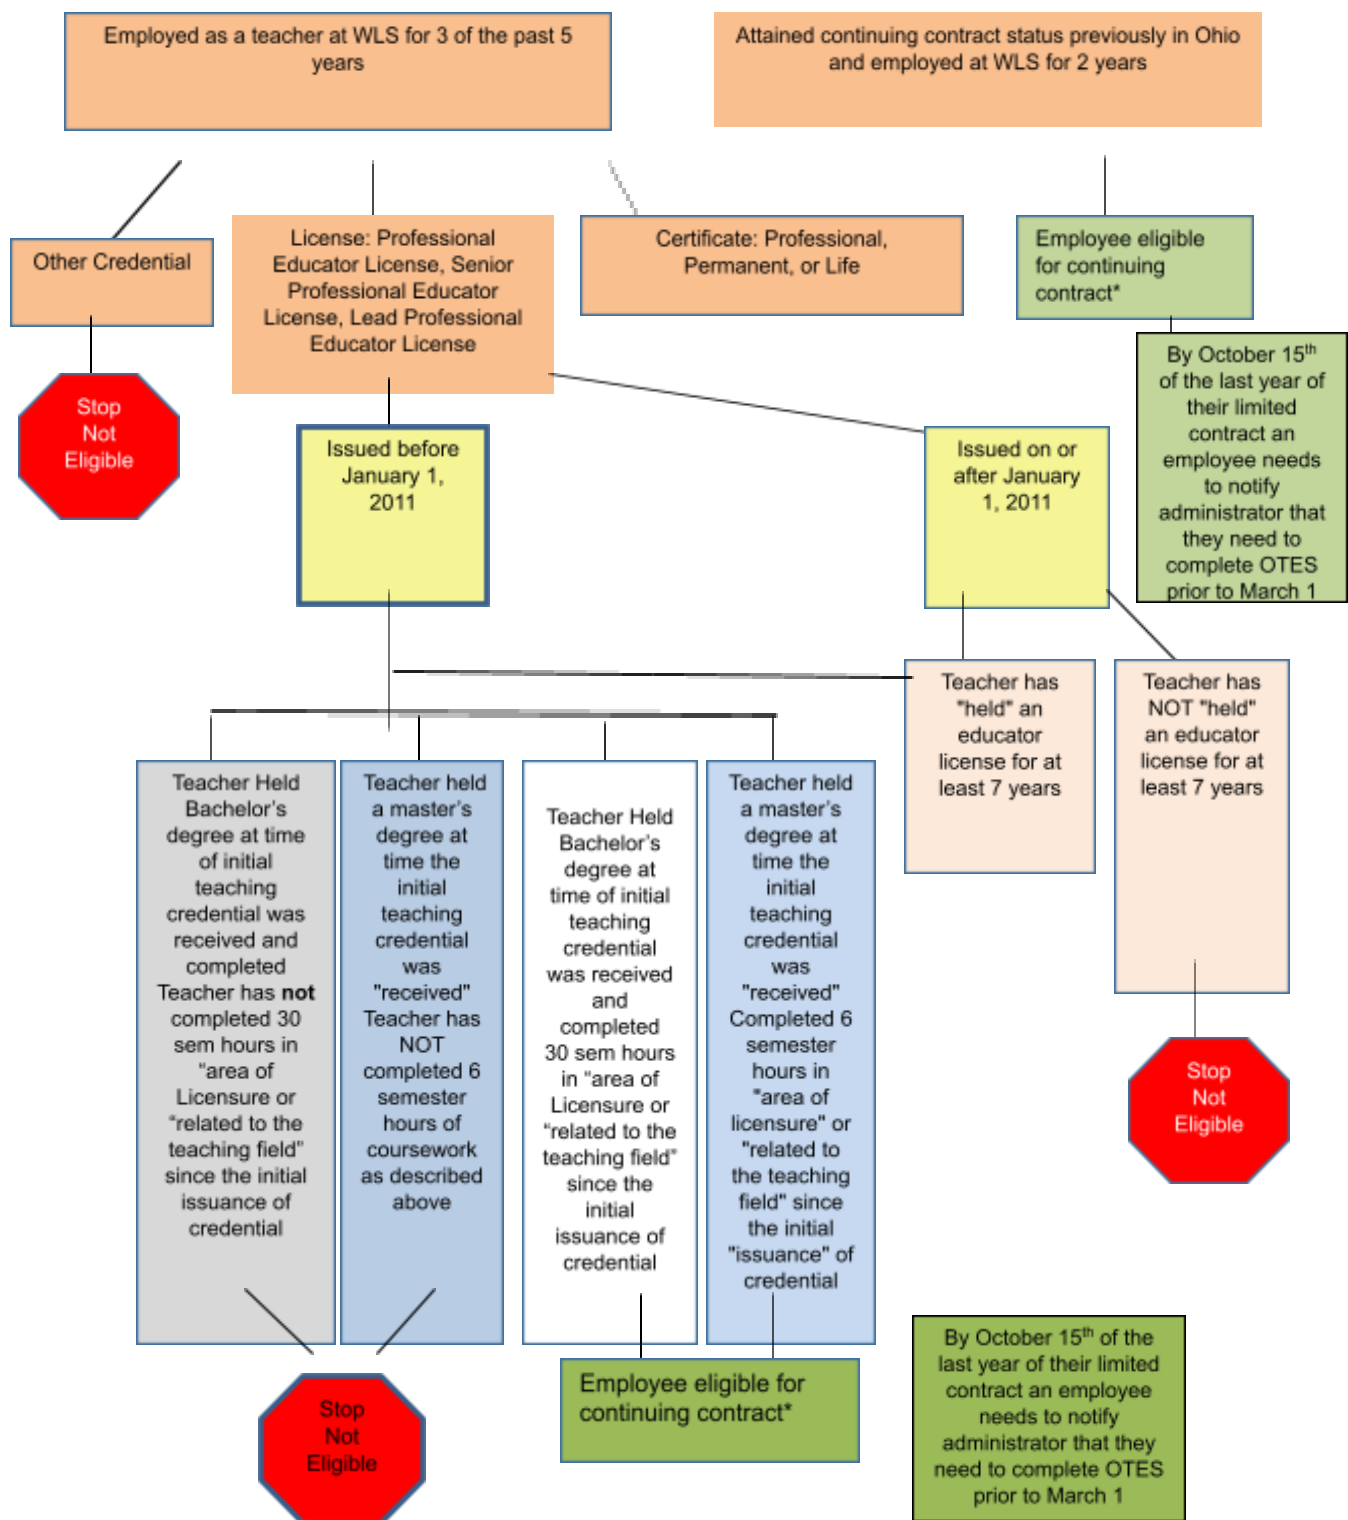 Employed as a teacher at WLS for 3 of the past 5
years
Attained continuing contract status previously in Ohio
and employed at WLS for 2 years
Other Credential
License: Professional
Educator License, Senior
Professional Educator
License, Lead Professional
Educator License
Certificate: Professional,
Permanent, or Life
Employee eligible
for continuing
contract*
By October 15th
of the last year of
their limited
contract an
employee needs
to notify
administrator that
they need to
complete OTES
prior to March 1
Stop
Not
Eligible
Issued before
January 1,
2011
Issued on or
after January
1, 2011
Teacher has
"held" an
educator
license for at
least 7 years
Teacher has
NOT "held"
an educator
license for at
least 7 years
Teacher Held
Bachelor’s
degree at time
of initial
teaching
credential was
received and
completed
Teacher has not
completed 30
sem hours in
“area of
Licensure or
“related to the
teaching field”
since the initial
issuance of
credential
Teacher held
a master’s
degree at
time the
initial
teaching
credential
was
"received"
Teacher has
NOT
completed 6
semester
hours of
coursework
as described
above
Teacher Held
Bachelor’s
degree at
time of initial
teaching
credential
was received
and
completed
30 sem hours
in “area of
Licensure or
“related to the
teaching field”
since the
initial
issuance of
credential
Teacher held
a master’s
degree at
time the
initial
teaching
credential
was
"received"
Completed 6
semester
hours in
"area of
licensure" or
"related to
the teaching
field" since
the initial
"issuance" of
credential
Stop
Not
Eligible
Stop
Not
Eligible
Employee eligible for
continuing contract*
By October 15th of the
last year of their limited
contract an employee
needs to notify
administrator that they
need to complete OTES
prior to March 1